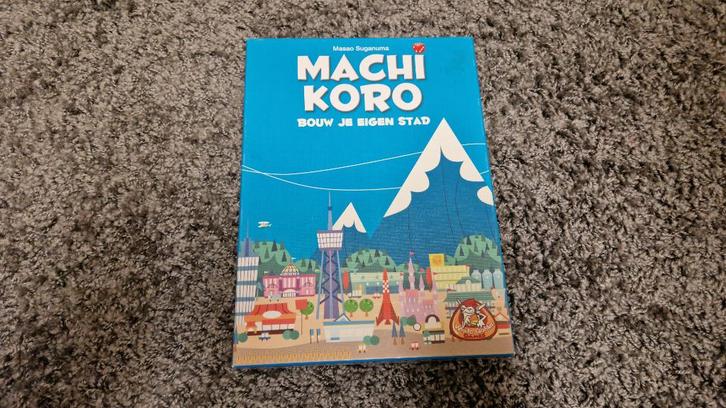 Masao Suganuma
MACHI
KORO
BOUW JE EIGEN STAD